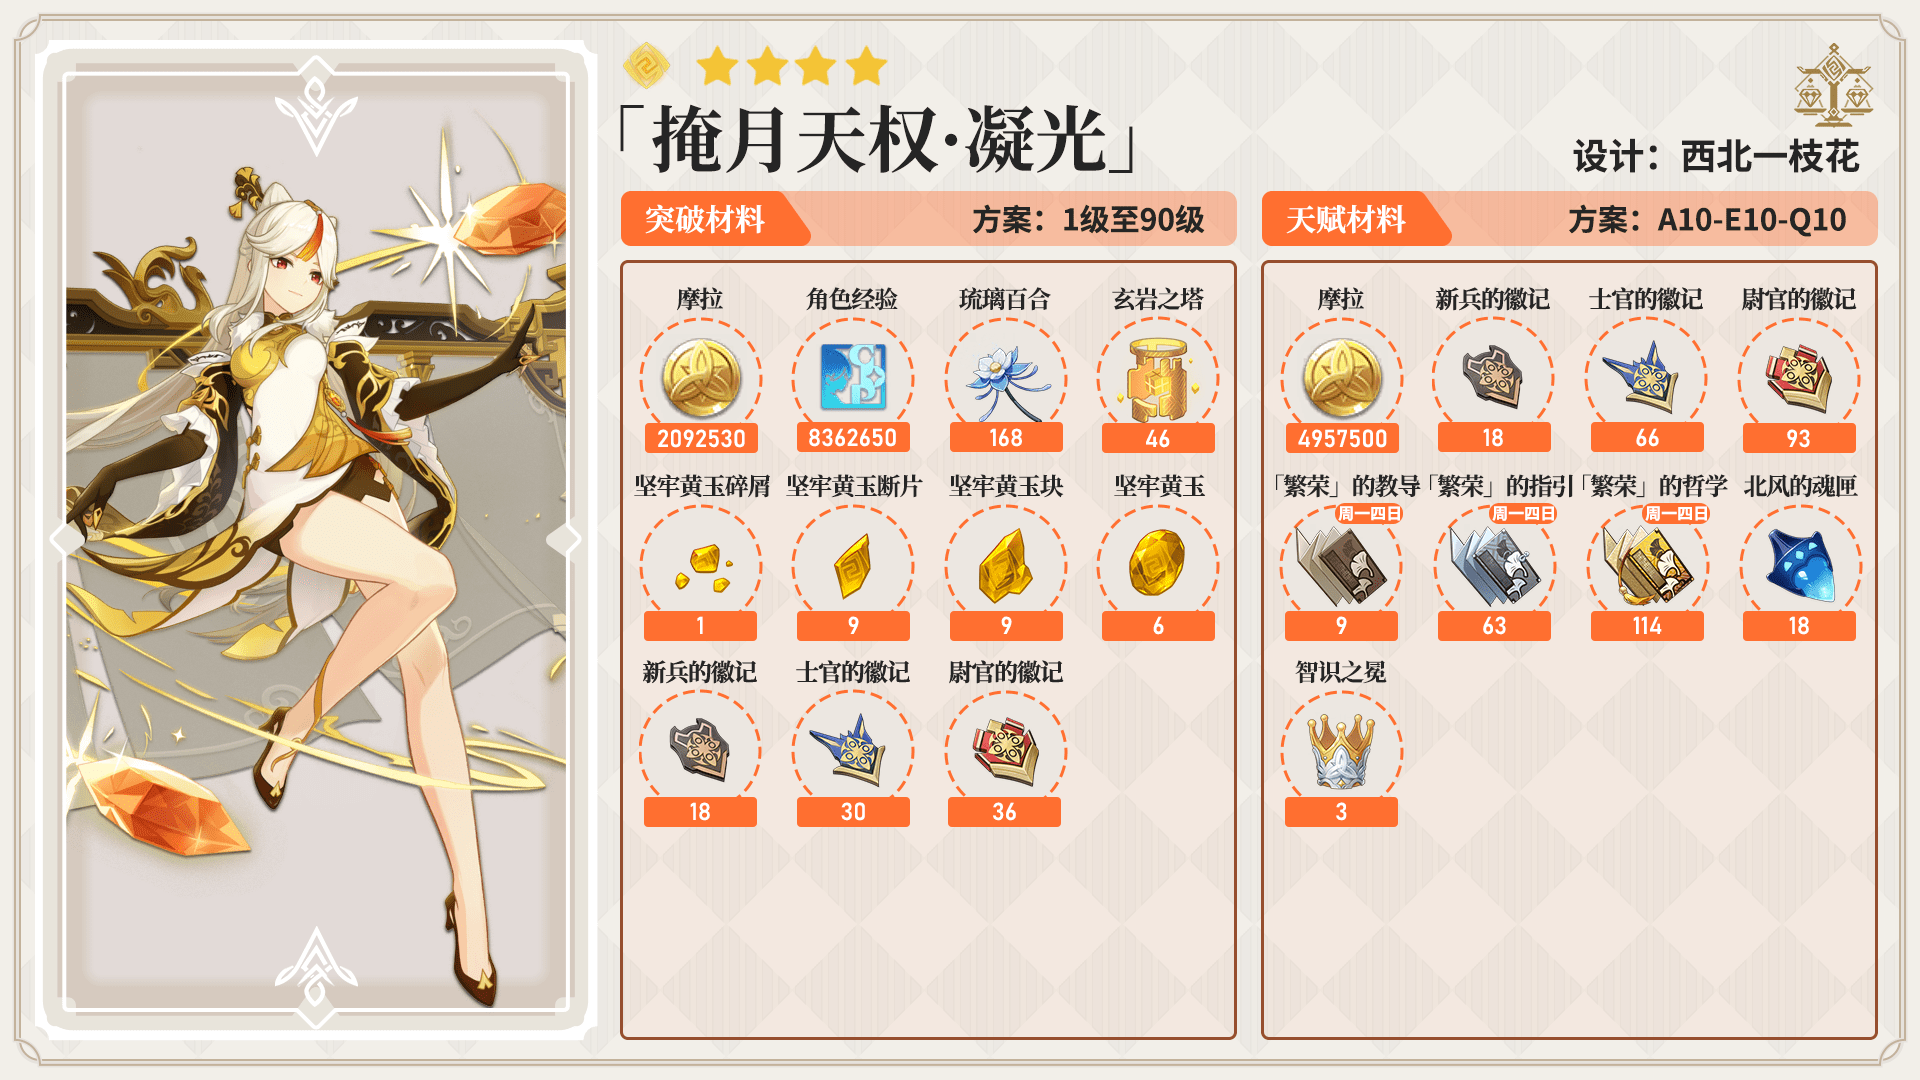 「掩月天权·凝光」
设计：西北一枝花
突破材料
方案：1级至90级
摩拉
角色经验
琉璃百合
玄岩之塔
2092530
8362650
168
46
坚牢黄玉碎屑
坚牢黄玉断片
坚牢黄玉块
坚牢黄玉
1
9
9
6
新兵的徽记
士官的徽记
尉官的徽记
18
30
36
天赋材料
方案：A10-E10-Q10
摩拉
新兵的徽记
士官的徽记
尉官的徽记
4957500
18
66
93
「繁荣」的教导
「繁荣」的指引
「繁荣」的哲学
北风的魂匣
周一四日
周一四日
周一四日
9
63
114
18
智识之冕
3